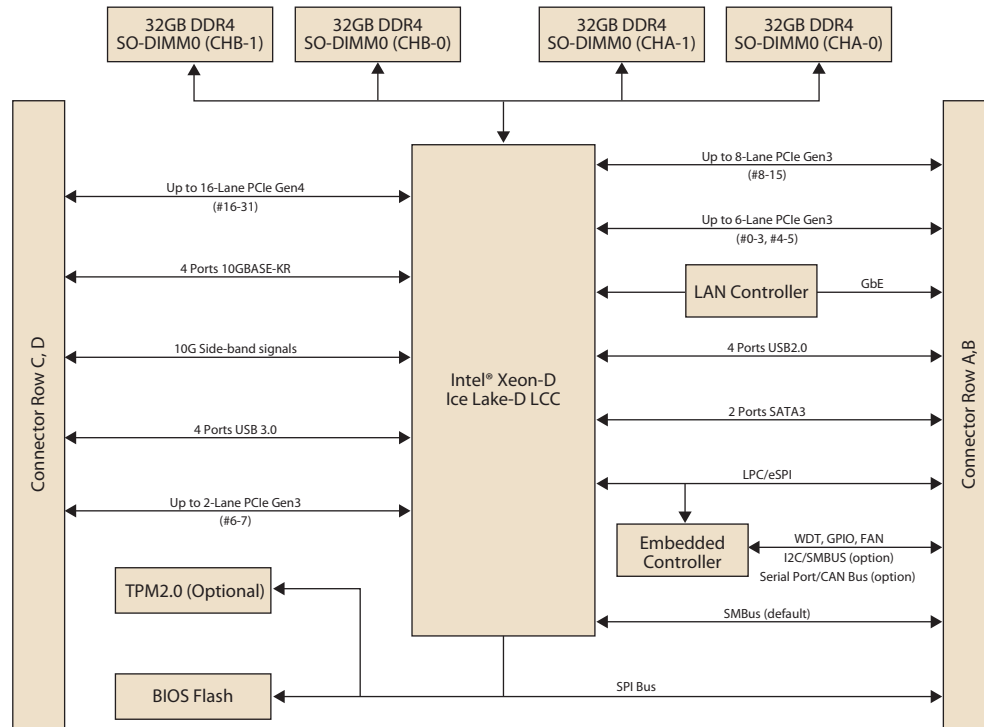 32GB DDR4
SO-DIMM0 (CHB-1)
32GB DDR4
SO-DIMM0 (CHB-0)
32GB DDR4
SO-DIMM0 (CHA-1)
32GB DDR4
SO-DIMM0 (CHA-0)
Connector Row C, D
Up to 16-Lane PCIe Gen4
(#16-31)
4 Ports 10GBASE-KR
10G Side-band signals
4 Ports USB 3.0
Up to 2-Lane PCIe Gen3
(#6-7)
TPM2.0 (Optional)
BIOS Flash
Intel® Xeon-D
Ice Lake-D LCC
Up to 8-Lane PCIe Gen3
(#8-15)
Up to 6-Lane PCIe Gen3
(#0-3, #4-5)
LAN Controller
GbE
4 Ports USB2.0
2 Ports SATA3
LPC/eSPI
Embedded
Controller
WDT, GPIO, FAN
I2C/SMBUS (option)
Serial Port/CAN Bus (option)
SMBus (default)
SPI Bus
Connector Row A,B